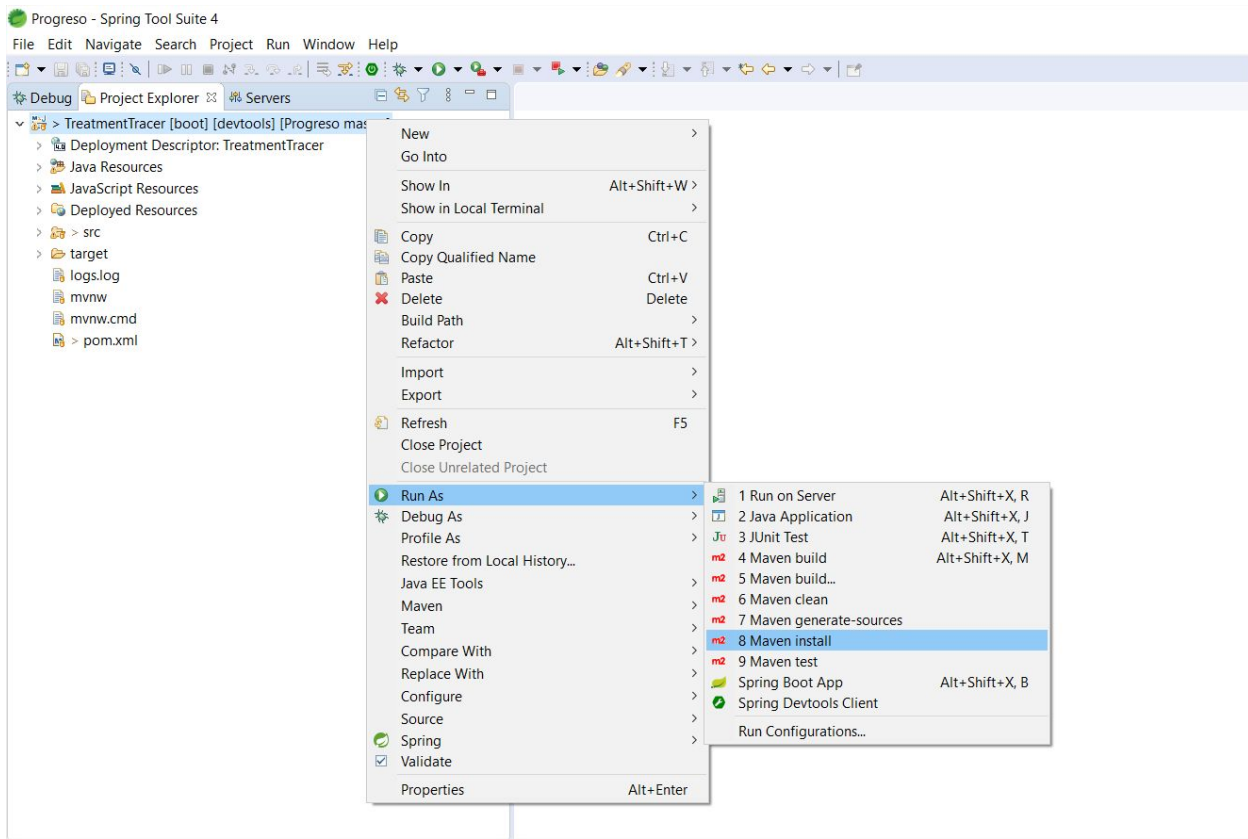 Progreso - Spring Tool Suite 4
File Edit Navigate Search Project Run Window Help
Debug Project Explorer Servers
> TreatmentTracer [boot] [devtools] [Progreso mas
Deployment Descriptor: TreatmentTracer
Java Resources
JavaScript Resources
Deployed Resources
> src
target
logs.log
mvnw
mvnw.cmd
> pom.xml
New
Go Into
Show In Alt+Shift+W
Show in Local Terminal
Copy Ctrl+C
Copy Qualified Name
Paste Ctrl+V
Delete Delete
Build Path
Refactor Alt+Shift+T
Import
Export
Refresh F5
Close Project
Close Unrelated Project
Run As
Debug As
Profile As
Restore from Local History...
Java EE Tools
Maven
Team
Compare With
Replace With
Configure
Source
Spring
Validate
Properties Alt+Enter
1 Run on Server Alt+Shift+X, R
2 Java Application Alt+Shift+X, J
Ju 3 JUnit Test Alt+Shift+X, T
m2 4 Maven build Alt+Shift+X, M
m2 5 Maven build...
m2 6 Maven clean
m2 7 Maven generate-sources
m2 8 Maven install
m2 9 Maven test
Spring Boot App Alt+Shift+X, B
Spring Devtools Client
Run Configurations...